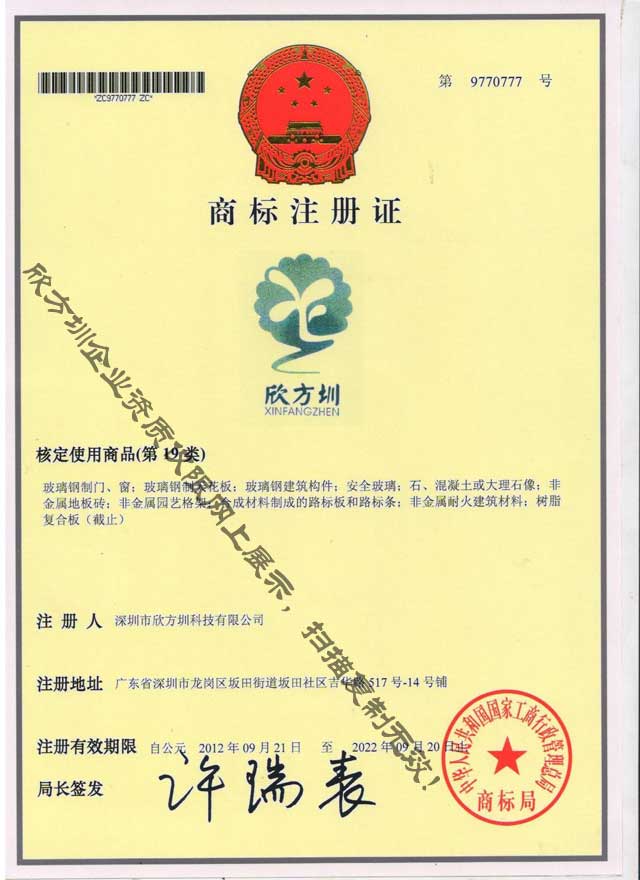 *ZC9770777 ZC*
第 9770777 号
商标注册证
欣方圳
XINFANGZHEN
核定使用商品(第 19 类)
玻璃钢制门、窗；玻璃钢制天花板；玻璃钢建筑构件；安全玻璃；石、混凝土或大理石像；非
金属地板砖；非金属园艺格架；合成材料制成的路标板和路标条；非金属耐火建筑材料；树脂
复合板（截止）
注 册 人 深圳市欣方圳科技有限公司
注册地址 广东省深圳市龙岗区坂田街道坂田社区吉华路 517 号-14 号铺
注册有效期限 自公元 2012 年 09 月 21 日 至 2022 年 09 月 20 日止
局长签发 许瑞表
中华人民共和国国家工商行政管理总局
商标局
欣方圳企业资质仅限网上展示，扫描复制无效！